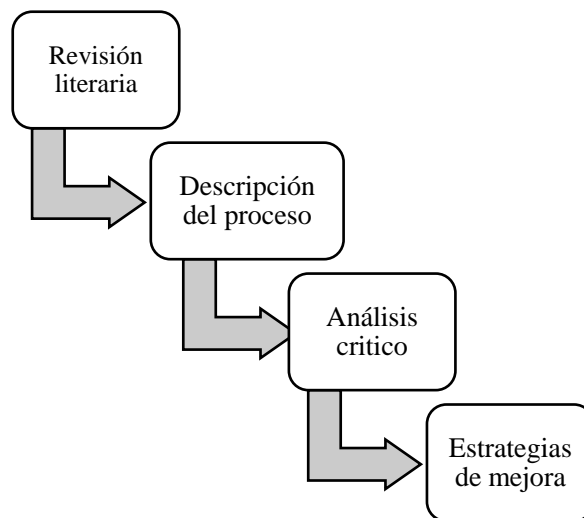 Revisión
literaria
Descripción
del proceso
Análisis
critico
Estrategias
de mejora